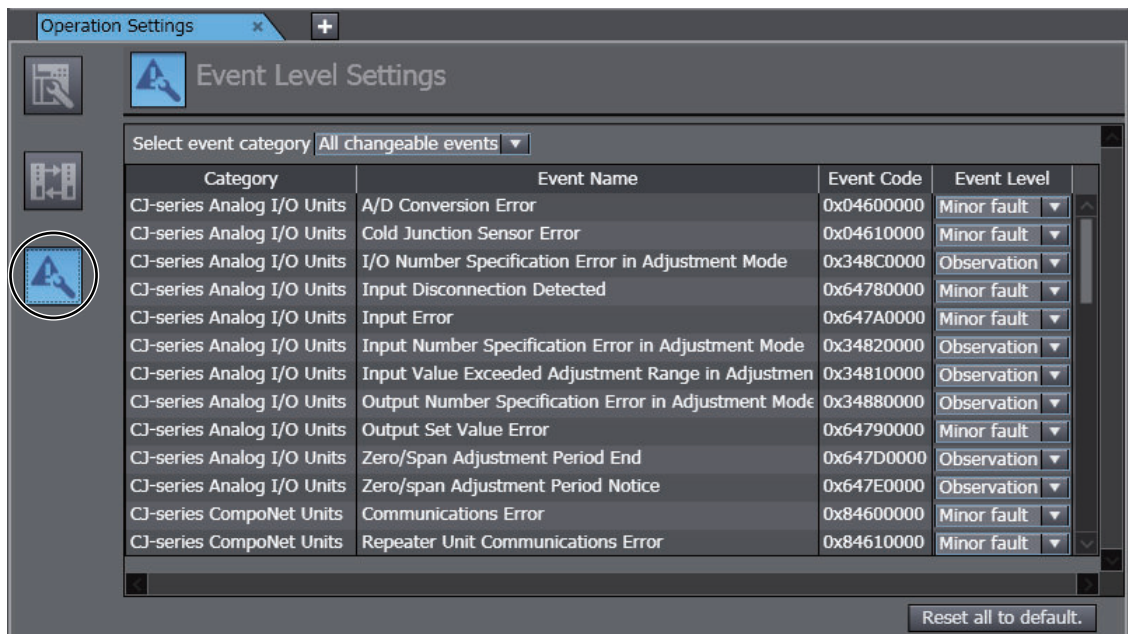 Operation Settings
Event Level Settings
Select event category All changeable events
Category Event Name Event Code Event Level
CJ-series Analog I/O Units A/D Conversion Error 0x04600000 Minor fault
CJ-series Analog I/O Units Cold Junction Sensor Error 0x04610000 Minor fault
CJ-series Analog I/O Units I/O Number Specification Error in Adjustment Mode 0x348C0000 Observation
CJ-series Analog I/O Units Input Disconnection Detected 0x64780000 Minor fault
CJ-series Analog I/O Units Input Error 0x647A0000 Minor fault
CJ-series Analog I/O Units Input Number Specification Error in Adjustment Mode 0x34820000 Observation
CJ-series Analog I/O Units Input Value Exceeded Adjustment Range in Adjustmen 0x34810000 Observation
CJ-series Analog I/O Units Output Number Specification Error in Adjustment Mode 0x34880000 Observation
CJ-series Analog I/O Units Output Set Value Error 0x64790000 Minor fault
CJ-series Analog I/O Units Zero/Span Adjustment Period End 0x647D0000 Observation
CJ-series Analog I/O Units Zero/span Adjustment Period Notice 0x647E0000 Observation
CJ-series CompoNet Units Communications Error 0x84600000 Minor fault
CJ-series CompoNet Units Repeater Unit Communications Error 0x84610000 Minor fault
Reset all to default.